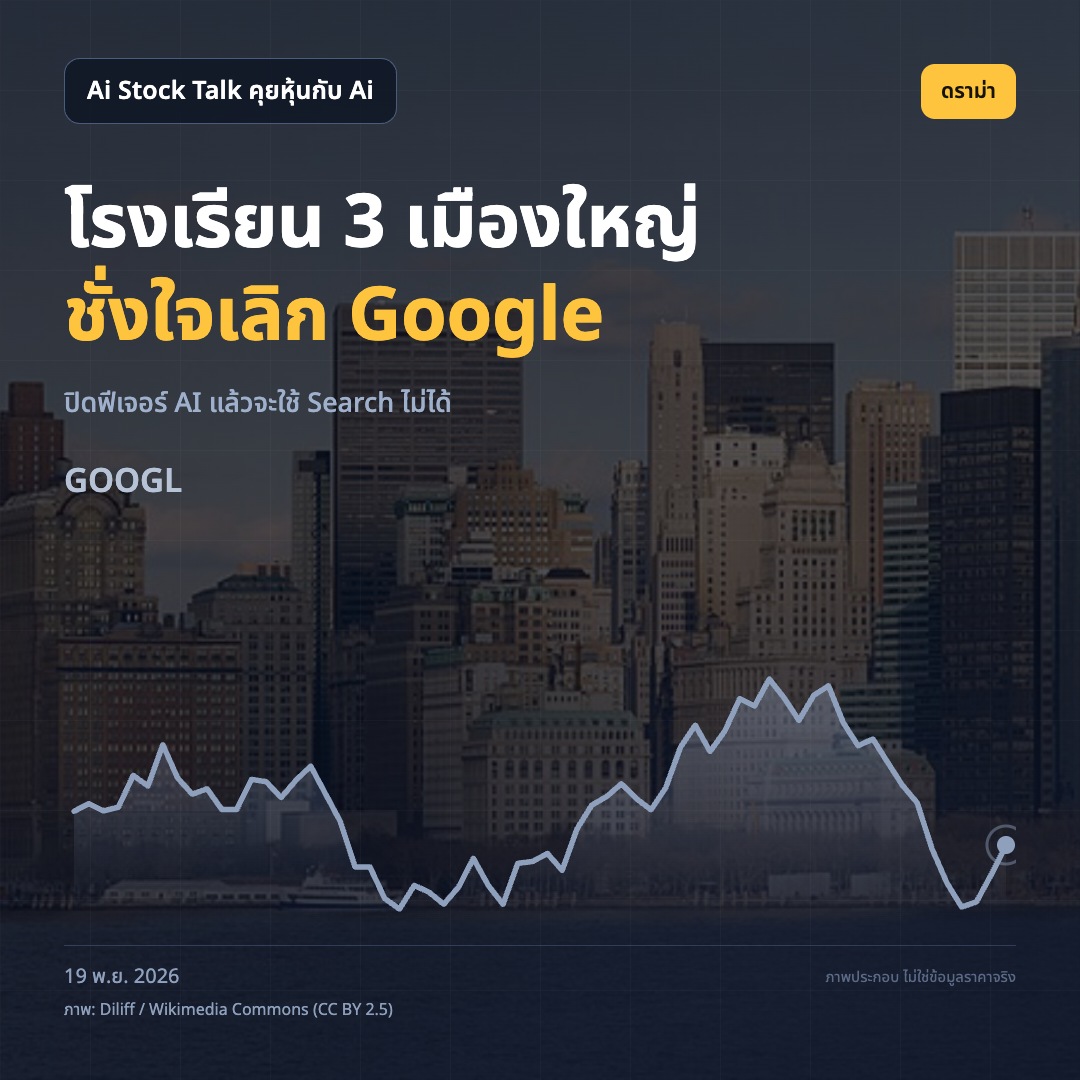 Ai Stock Talk คุยหุ้นกับ Ai
ดราม่า
โรงเรียน 3 เมืองใหญ่
ชั่งใจเลิก Google
ปิดฟีเจอร์ AI แล้วจะใช้ Search ไม่ได้
GOOGL
19 พ.ย. 2026
ภาพประกอบ ไม่ใช่ข้อมูลราคาจริง
ภาพ: Diliff / Wikimedia Commons (CC BY 2.5)